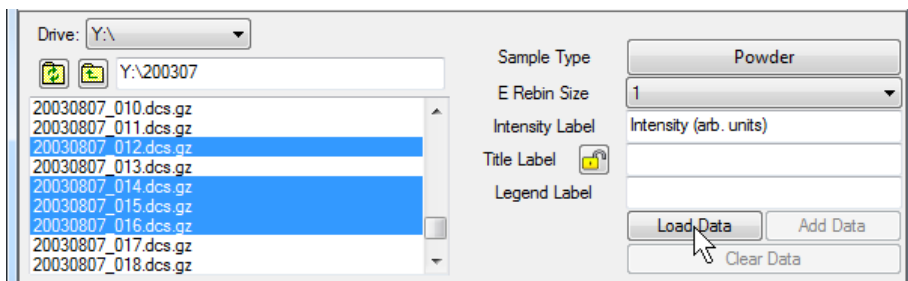 Drive: Y:\
Y:\200307
20030807_010.dcs.gz
20030807_011.dcs.gz
20030807_012.dcs.gz
20030807_013.dcs.gz
20030807_014.dcs.gz
20030807_015.dcs.gz
20030807_016.dcs.gz
20030807_017.dcs.gz
20030807_018.dcs.gz
Sample Type Powder
E Rebin Size 1
Intensity Label Intensity (arb. units)
Title Label
Legend Label
Load Data Add Data
Clear Data